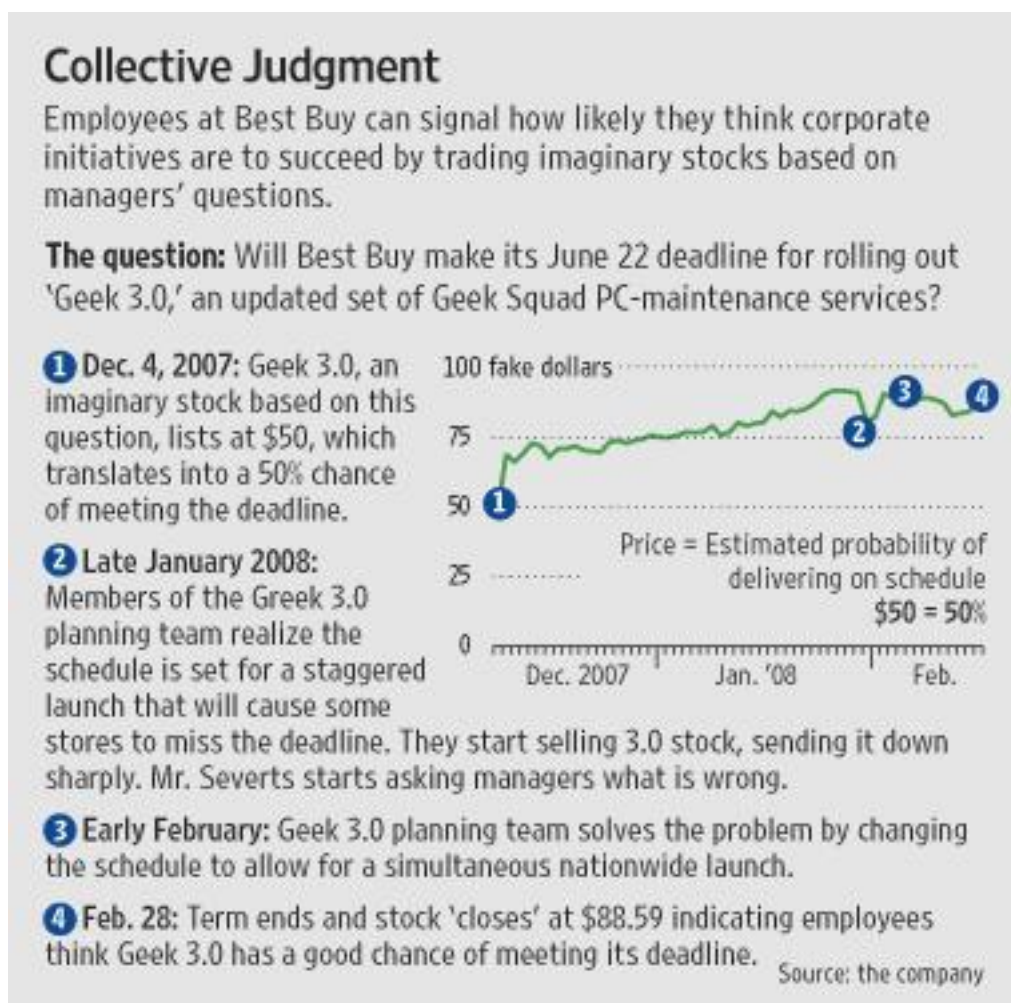 Collective Judgment
Employees at Best Buy can signal how likely they think corporate
initiatives are to succeed by trading imaginary stocks based on
managers' questions.
The question: Will Best Buy make its June 22 deadline for rolling out
'Geek 3.0,' an updated set of Geek Squad PC-maintenance services?
1 Dec. 4, 2007: Geek 3.0, an
imaginary stock based on this
question, lists at $50, which
translates into a 50% chance
of meeting the deadline.
2 Late January 2008:
Members of the Greek 3.0
planning team realize the
schedule is set for a staggered
launch that will cause some
stores to miss the deadline. They start selling 3.0 stock, sending it down
sharply. Mr. Severts starts asking managers what is wrong.
100 fake dollars
75
50
25
0
1
2
3
4
Price = Estimated probability of
delivering on schedule
$50 = 50%
Dec. 2007 Jan. '08 Feb.
3 Early February: Geek 3.0 planning team solves the problem by changing
the schedule to allow for a simultaneous nationwide launch.
4 Feb. 28: Term ends and stock 'closes' at $88.59 indicating employees
think Geek 3.0 has a good chance of meeting its deadline.
Source: the company